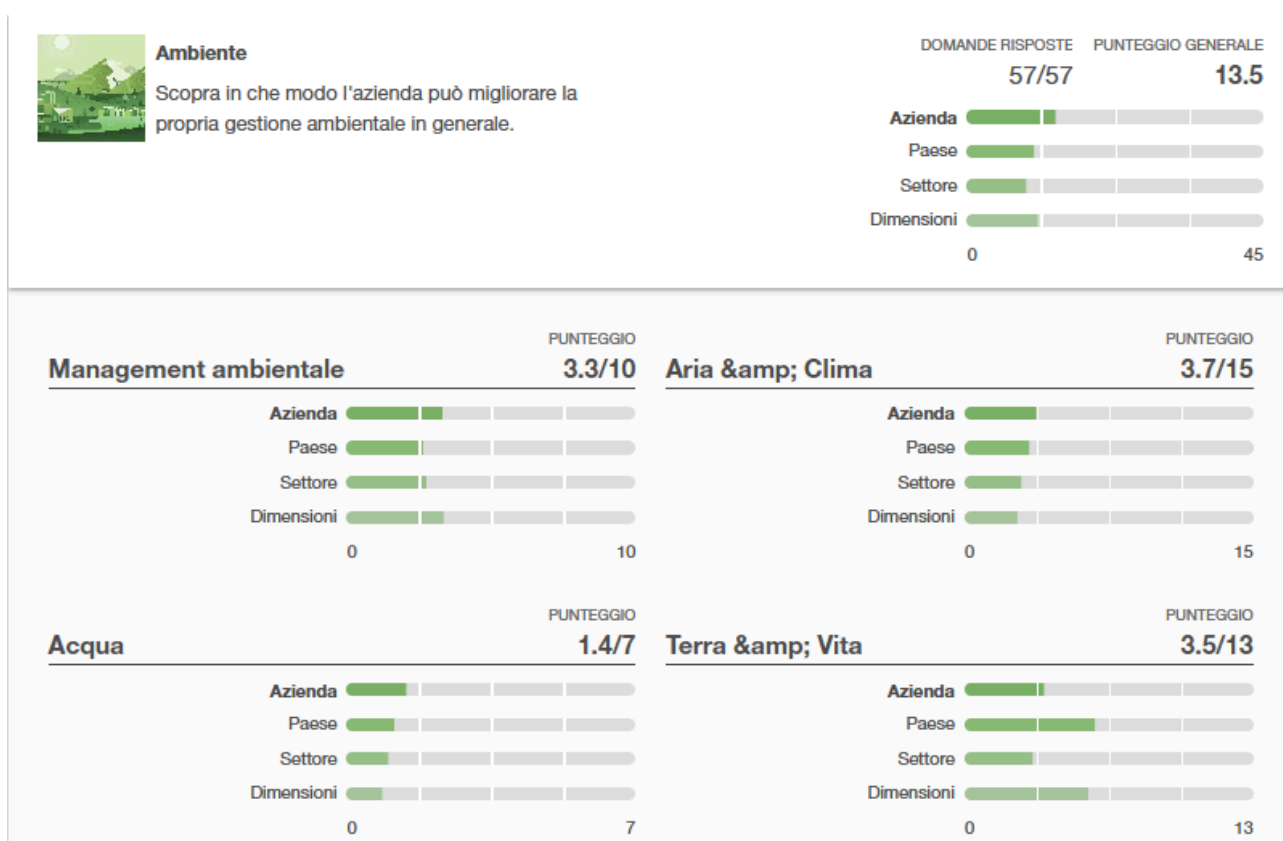 Ambiente
Scopra in che modo l'azienda può migliorare la
propria gestione ambientale in generale.
DOMANDE RISPOSTE PUNTEGGIO GENERALE
57/57 13.5
Azienda
Paese
Settore
Dimensioni
0 45
PUNTEGGIO
Management ambientale 3.3/10
Azienda
Paese
Settore
Dimensioni
0 10
PUNTEGGIO
Aria &amp; Clima 3.7/15
Azienda
Paese
Settore
Dimensioni
0 15
PUNTEGGIO
Acqua 1.4/7
Azienda
Paese
Settore
Dimensioni
0 7
PUNTEGGIO
Terra &amp; Vita 3.5/13
Azienda
Paese
Settore
Dimensioni
0 13